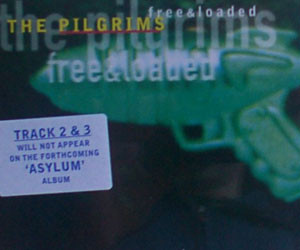 free&loaded
the pilgrims
THE PILGRIMS
free&loaded
TRACK 2 & 3
WILL NOT APPEAR
ON THE FORTHCOMING
'ASYLUM'
ALBUM